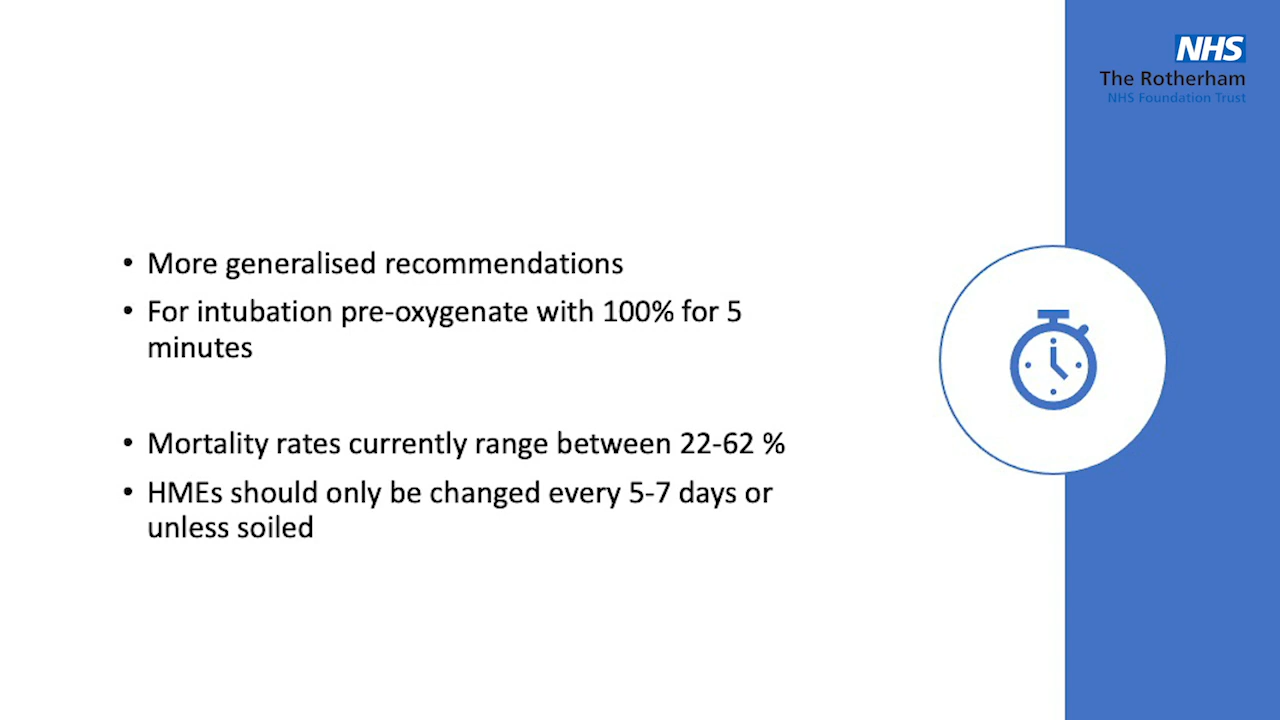 NHS
The Rotherham
NHS Foundation Trust
• More generalised recommendations
• For intubation pre-oxygenate with 100% for 5
minutes
• Mortality rates currently range between 22-62 %
• HMEs should only be changed every 5-7 days or
unless soiled